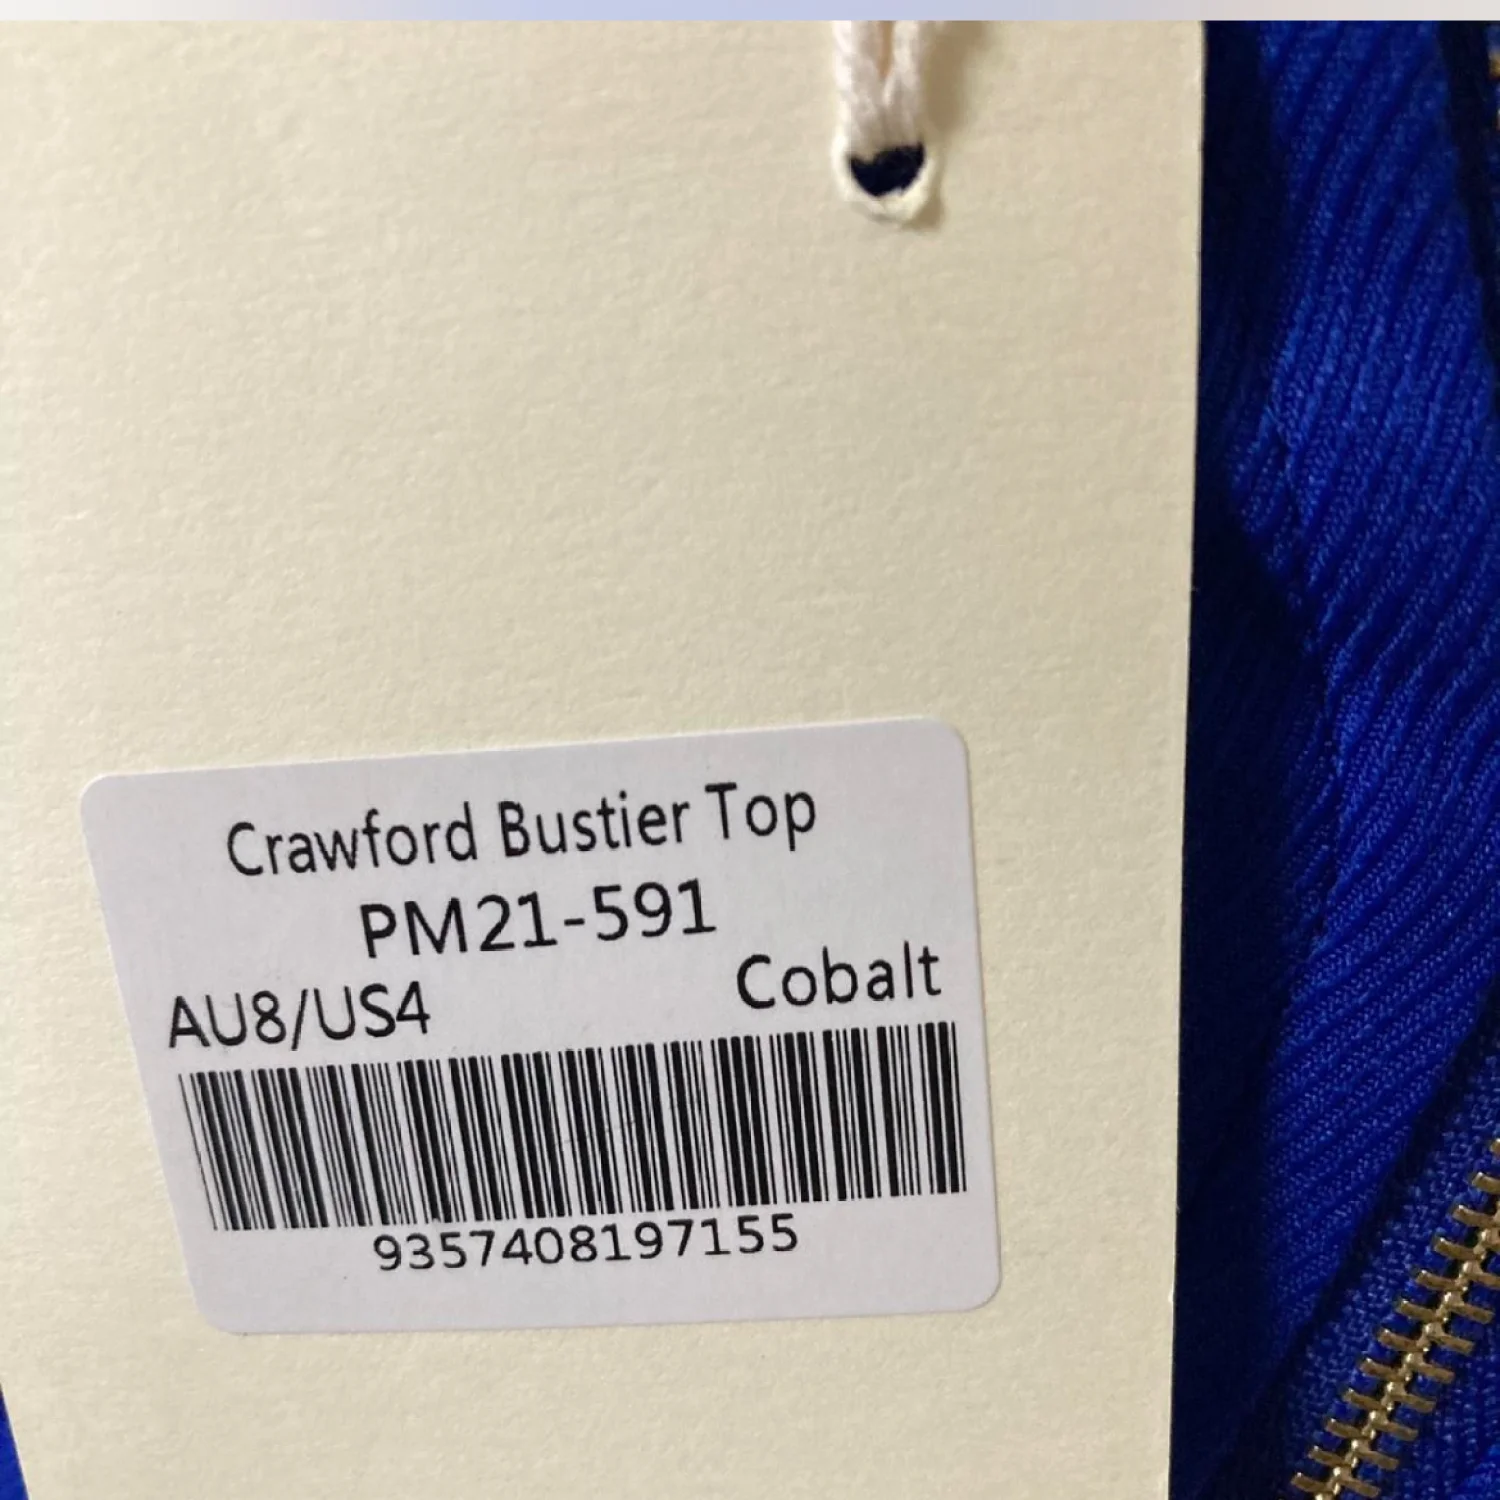 Crawford Bustier Top
PM21-591
AU8/US4 Cobalt
9357408197155